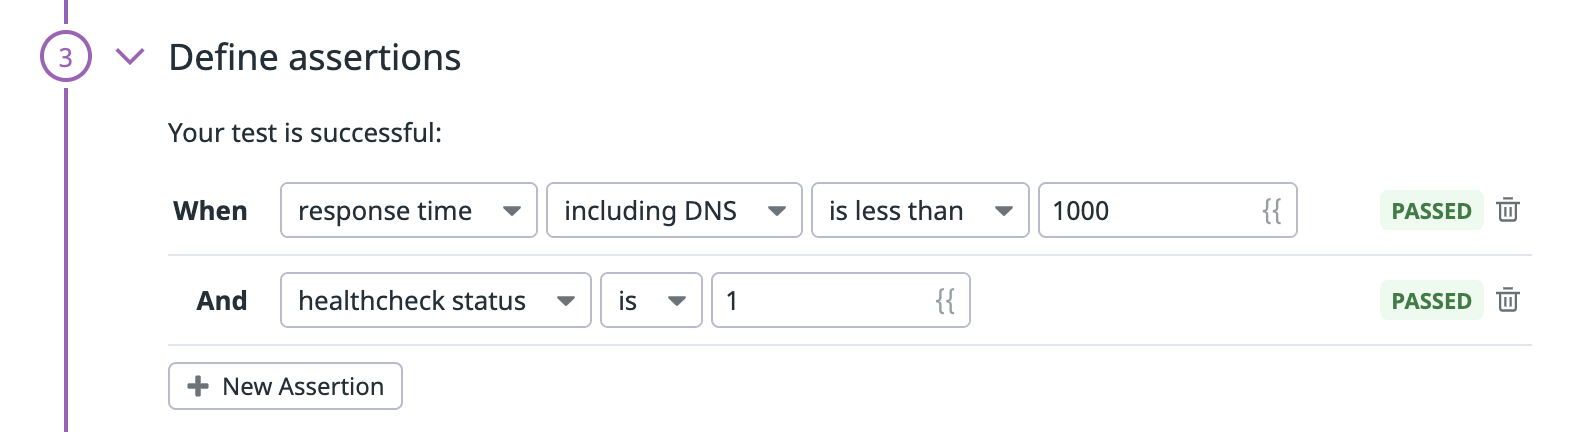 3 Define assertions
Your test is successful:
When response time including DNS is less than 1000 {{ PASSED
And healthcheck status is 1 {{ PASSED
New Assertion